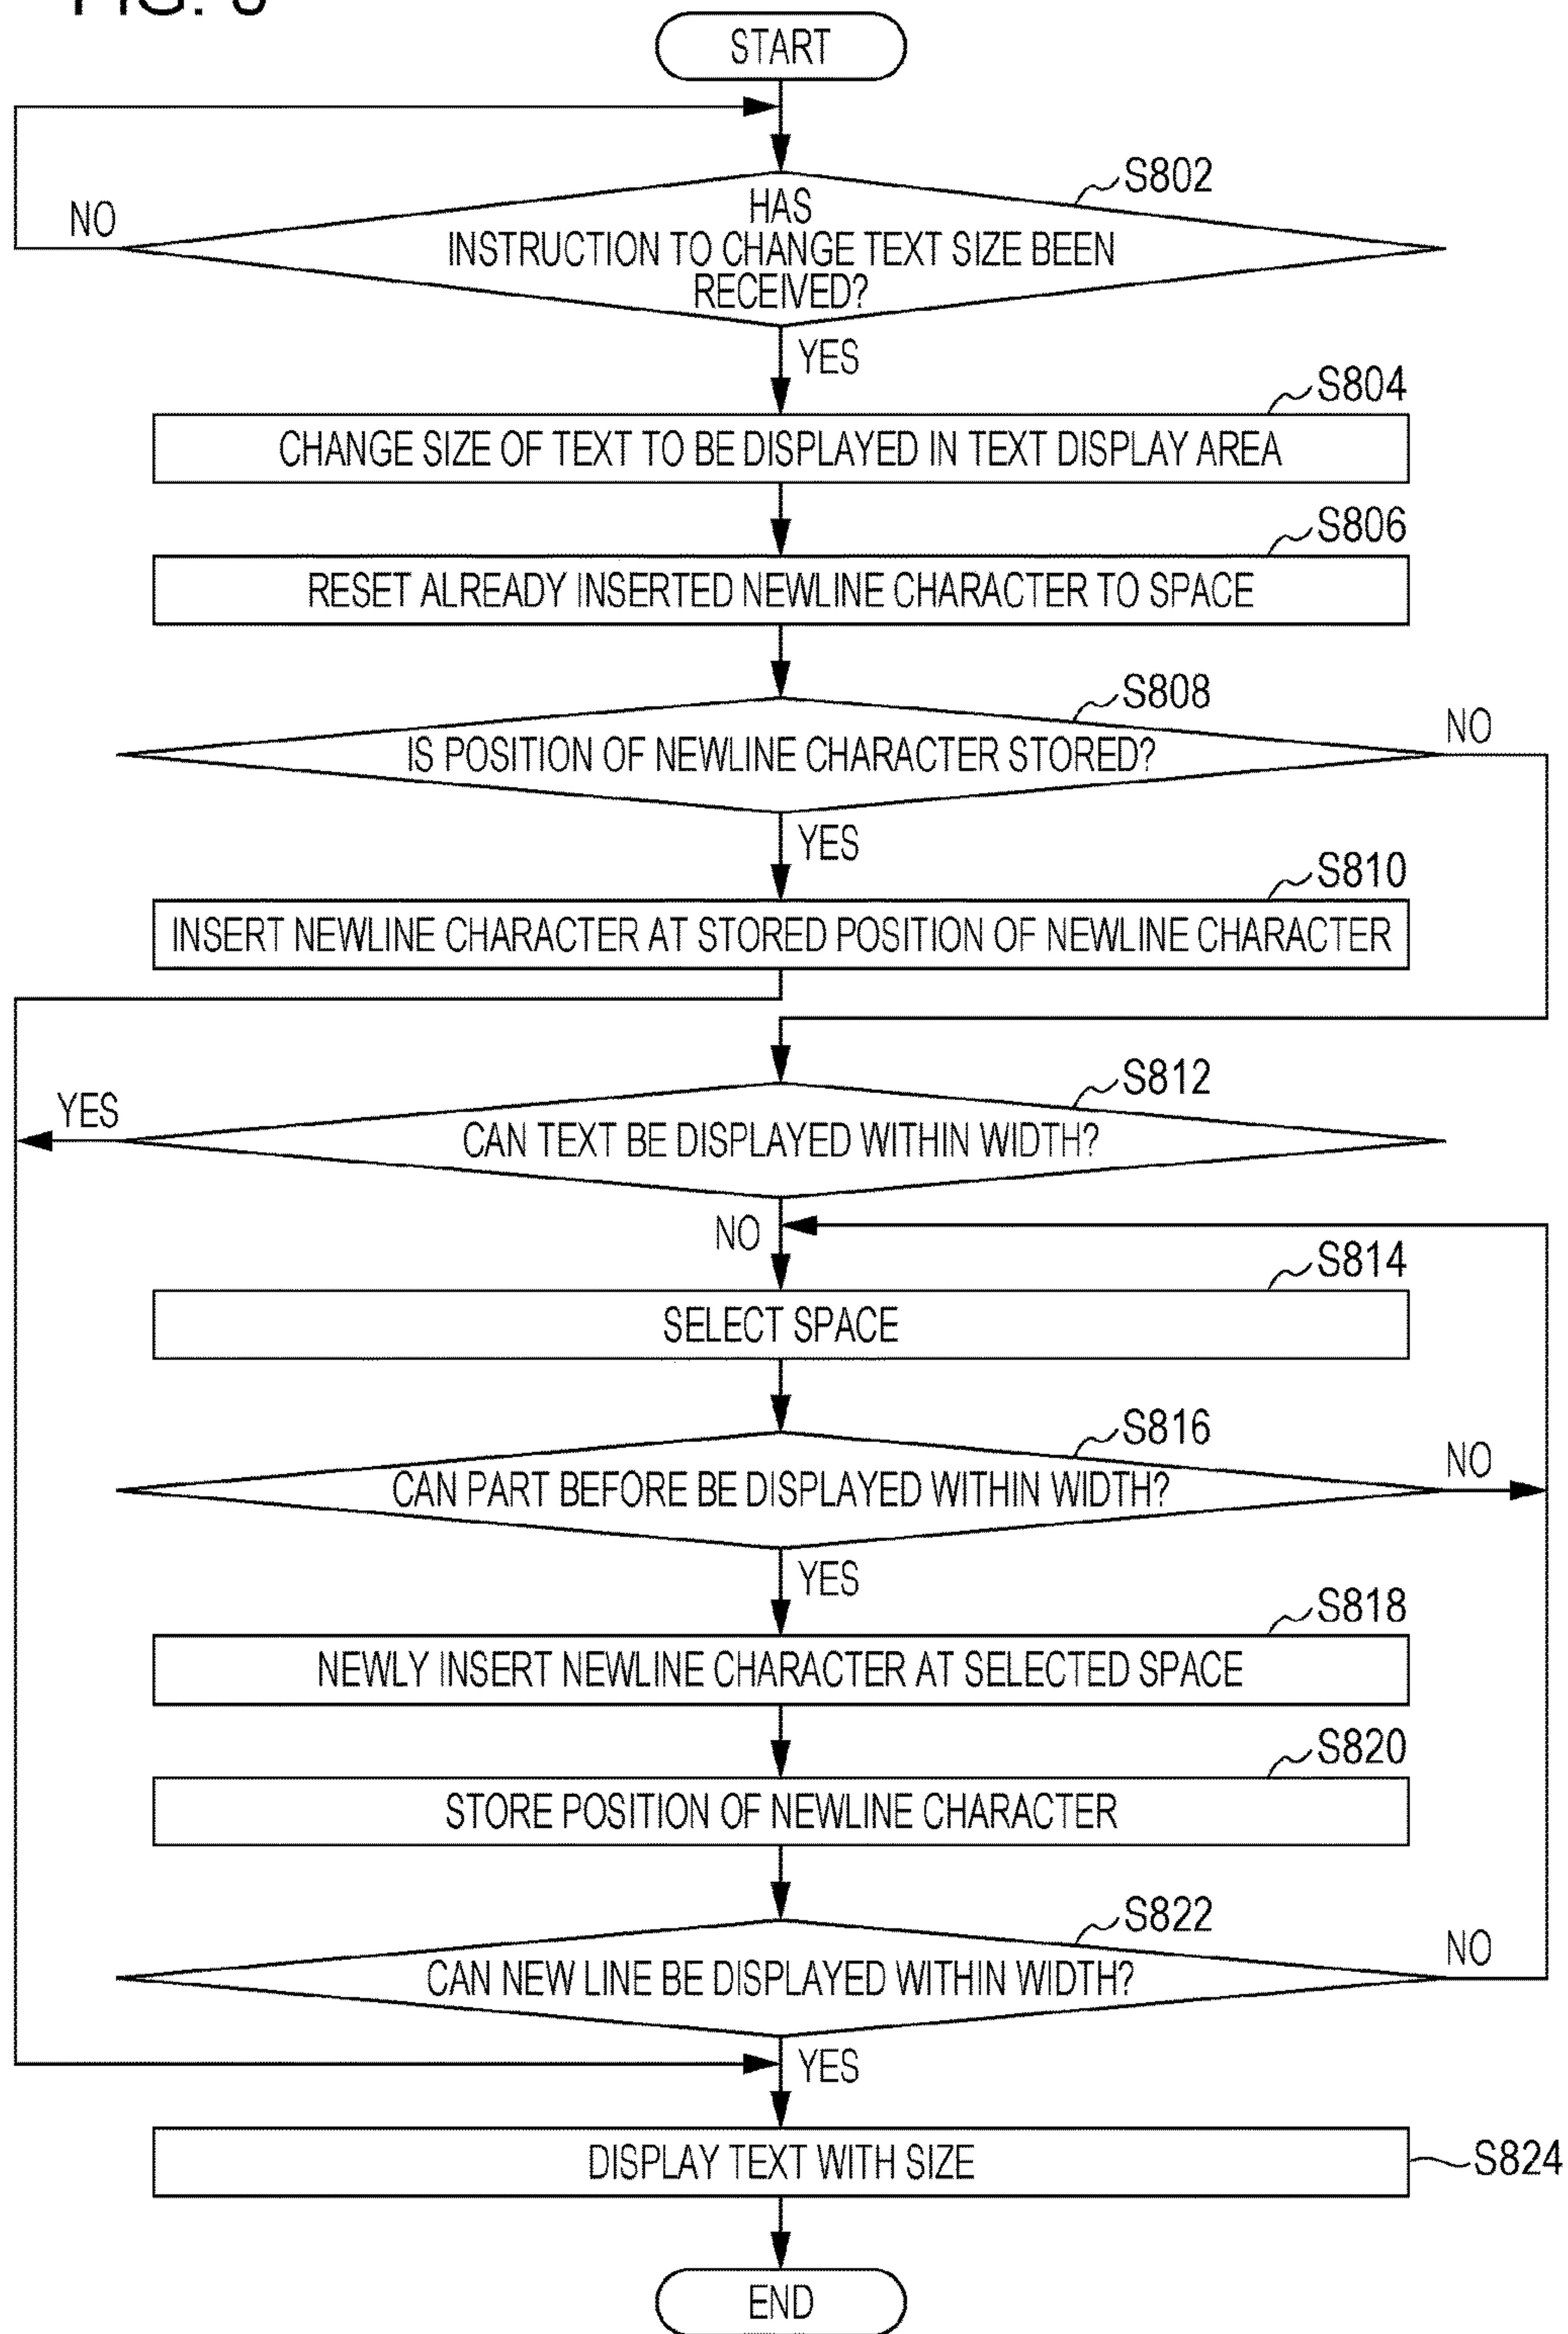 START
S802
NO
HAS
INSTRUCTION TO CHANGE TEXT SIZE BEEN
RECEIVED?
YES
S804
CHANGE SIZE OF TEXT TO BE DISPLAYED IN TEXT DISPLAY AREA
S806
RESET ALREADY INSERTED NEWLINE CHARACTER TO SPACE
S808
NO
IS POSITION OF NEWLINE CHARACTER STORED?
YES
S810
INSERT NEWLINE CHARACTER AT STORED POSITION OF NEWLINE CHARACTER
S812
YES
CAN TEXT BE DISPLAYED WITHIN WIDTH?
NO
S814
SELECT SPACE
S816
NO
CAN PART BEFORE BE DISPLAYED WITHIN WIDTH?
YES
S818
NEWLY INSERT NEWLINE CHARACTER AT SELECTED SPACE
S820
STORE POSITION OF NEWLINE CHARACTER
S822
NO
CAN NEW LINE BE DISPLAYED WITHIN WIDTH?
YES
DISPLAY TEXT WITH SIZE
S824
END